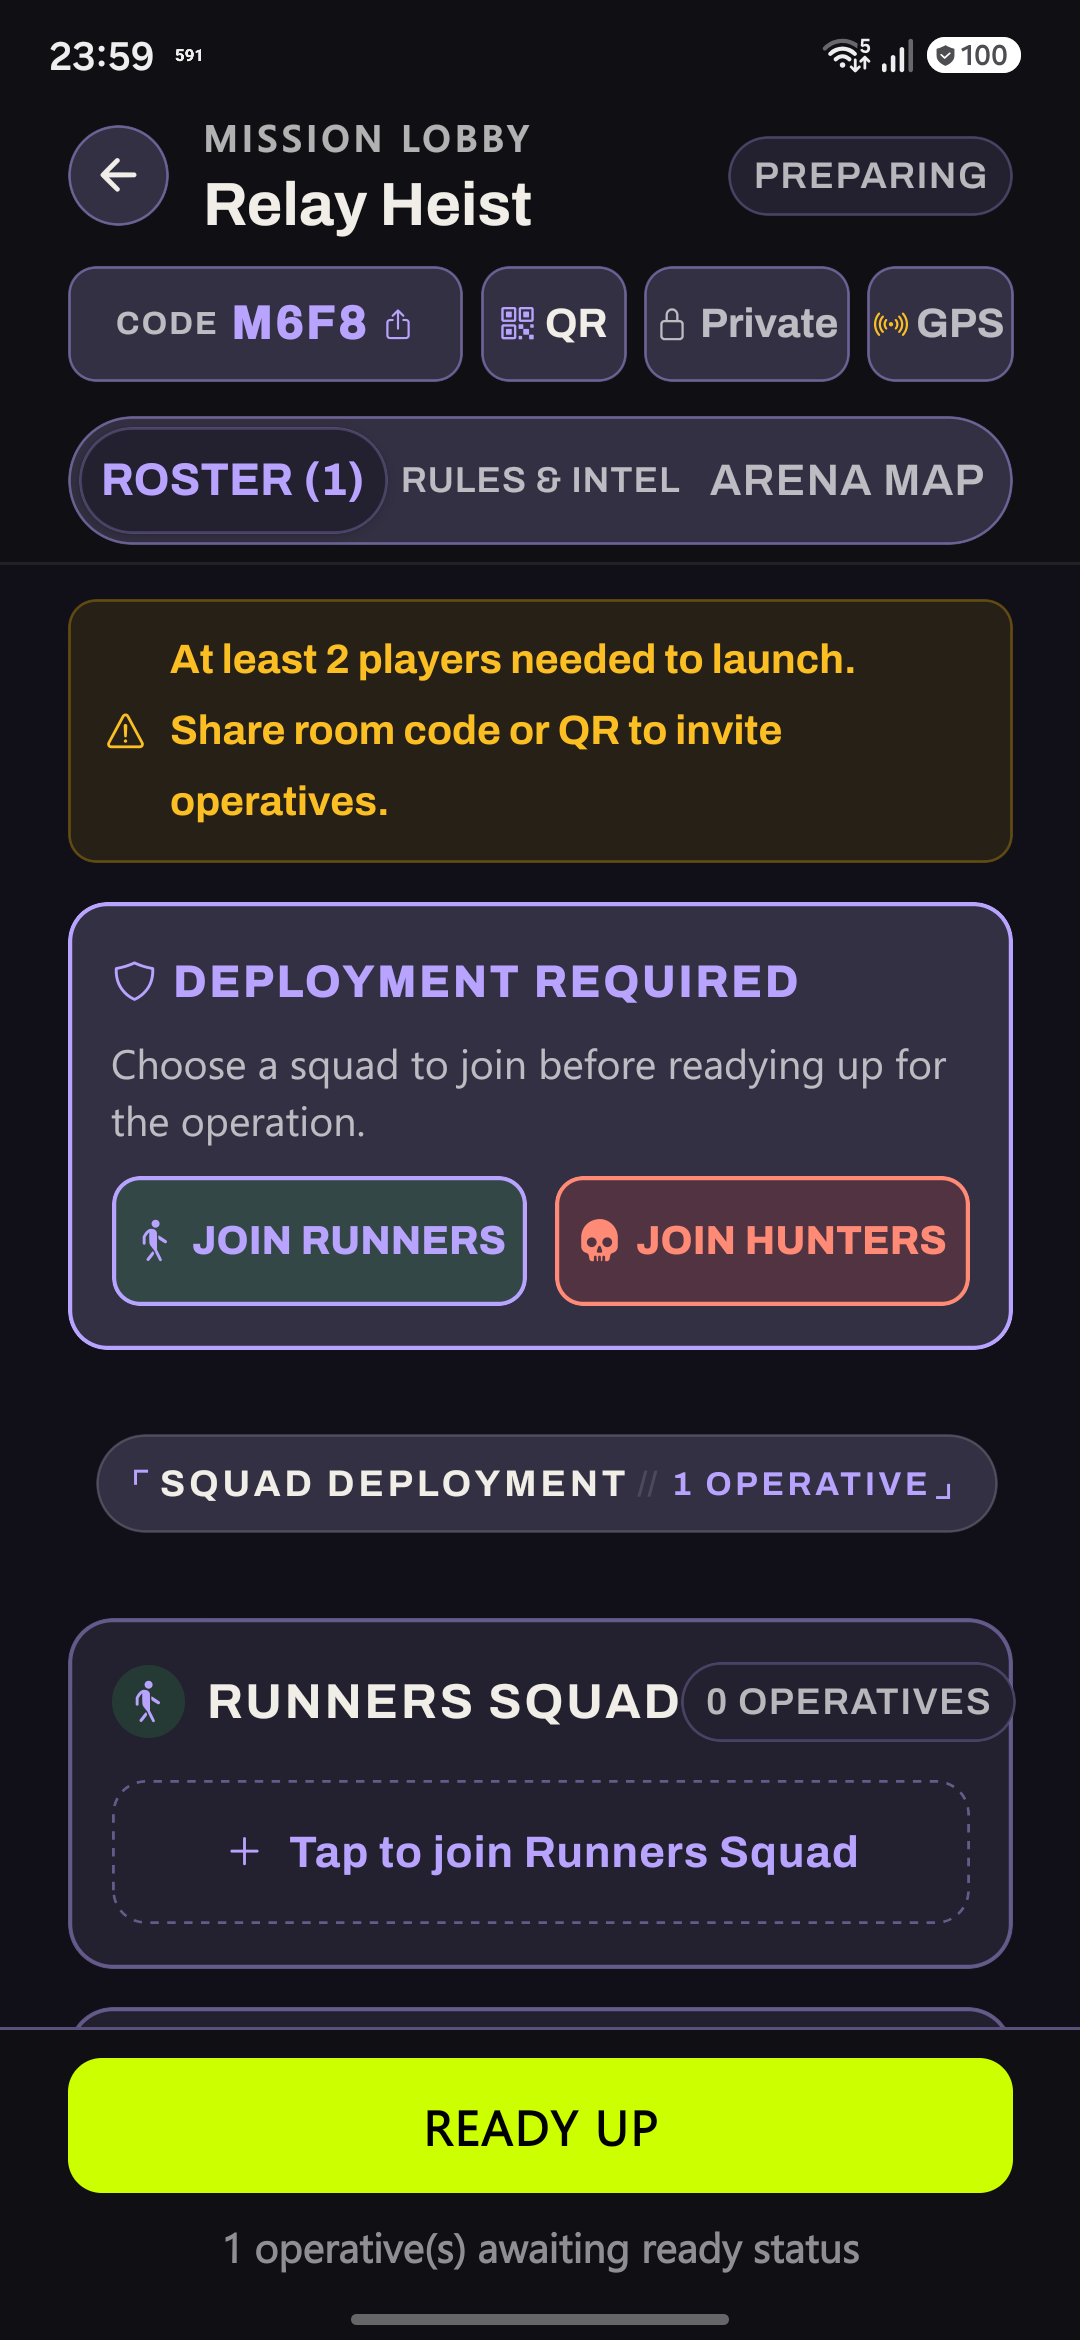 23:59 591 5 100
MISSION LOBBY
Relay Heist
PREPARING
CODE M6F8 QR Private GPS
ROSTER (1) RULES & INTEL ARENA MAP
At least 2 players needed to launch.
Share room code or QR to invite
operatives.
DEPLOYMENT REQUIRED
Choose a squad to join before readying up for
the operation.
JOIN RUNNERS JOIN HUNTERS
SQUAD DEPLOYMENT // 1 OPERATIVE
RUNNERS SQUAD 0 OPERATIVES
+ Tap to join Runners Squad
READY UP
1 operative(s) awaiting ready status